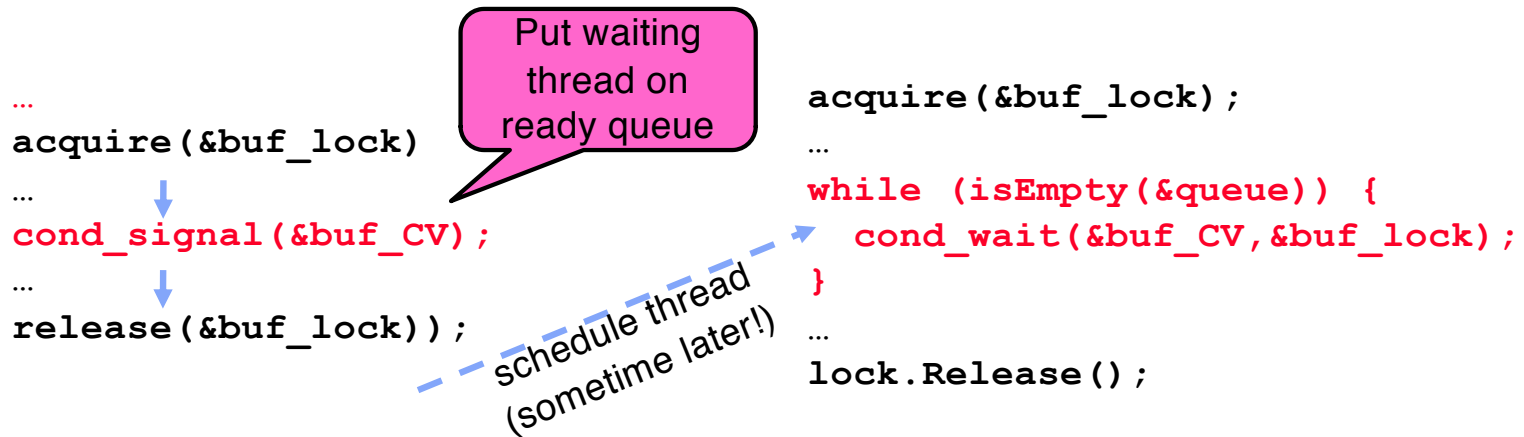 Put waiting
thread on
ready queue
…
acquire(&buf_lock)
…
cond_signal(&buf_CV);
…
release(&buf_lock));
schedule thread
(sometime later!)
acquire(&buf_lock);
…
while (isEmpty(&queue)) {
cond_wait(&buf_CV,&buf_lock);
}
…
lock.Release();